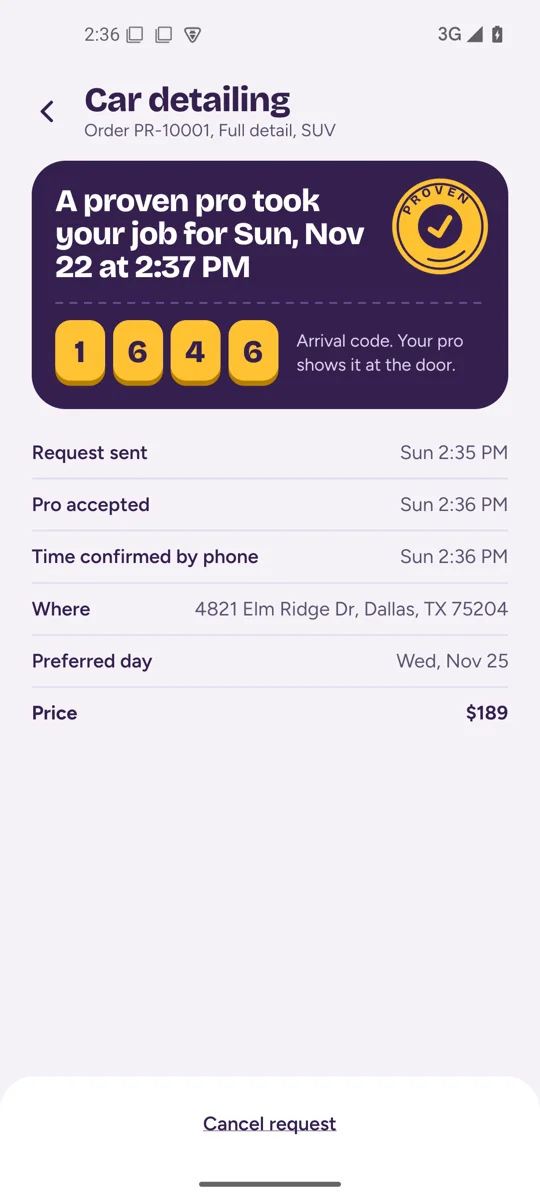 2:36
3G
Car detailing
Order PR-10001, Full detail, SUV
A proven pro took
your job for Sun, Nov
22 at 2:37 PM
PROVEN
1 6 4 6
Arrival code. Your pro
shows it at the door.
Request sent Sun 2:35 PM
Pro accepted Sun 2:36 PM
Time confirmed by phone Sun 2:36 PM
Where 4821 Elm Ridge Dr, Dallas, TX 75204
Preferred day Wed, Nov 25
Price $189
Cancel request